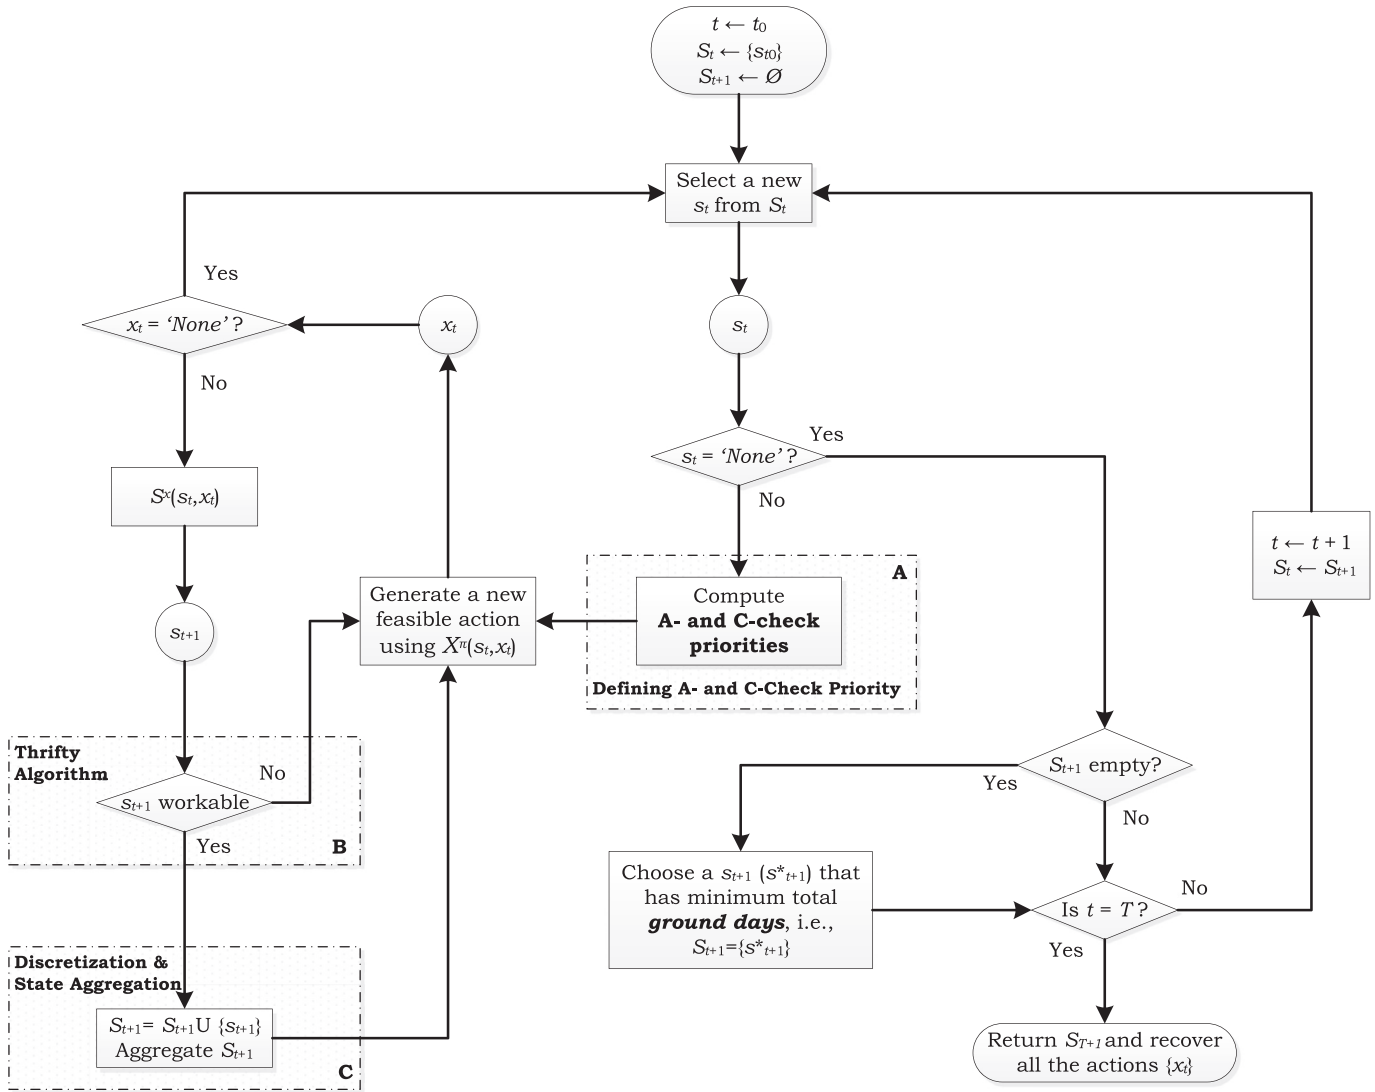 t ← t₀
Sₜ ← {sₜ₀}
Sₜ₊₁ ← Ø
Select a new
sₜ from Sₜ
Yes
xₜ = ‘None’ ?
xₜ
sₜ
No
Yes
sₜ = ‘None’ ?
No
Sˣ(sₜ,xₜ)
t ← t + 1
Sₜ ← Sₜ₊₁
A
Compute
A- and C-check
priorities
Defining A- and C-Check Priority
Generate a new
feasible action
using Xᵖⁱ(sₜ,xₜ)
sₜ₊₁
Thrifty
Algorithm
No
sₜ₊₁ workable
Yes
B
Sₜ₊₁ empty?
Yes
No
Choose a sₜ₊₁ (s*ₜ₊₁) that
has minimum total
ground days, i.e.,
Sₜ₊₁={s*ₜ₊₁}
Is t = T ?
No
Yes
Discretization &
State Aggregation
Sₜ₊₁= Sₜ₊₁U {sₜ₊₁}
Aggregate Sₜ₊₁
C
Return S_T+1 and recover
all the actions {xₜ}